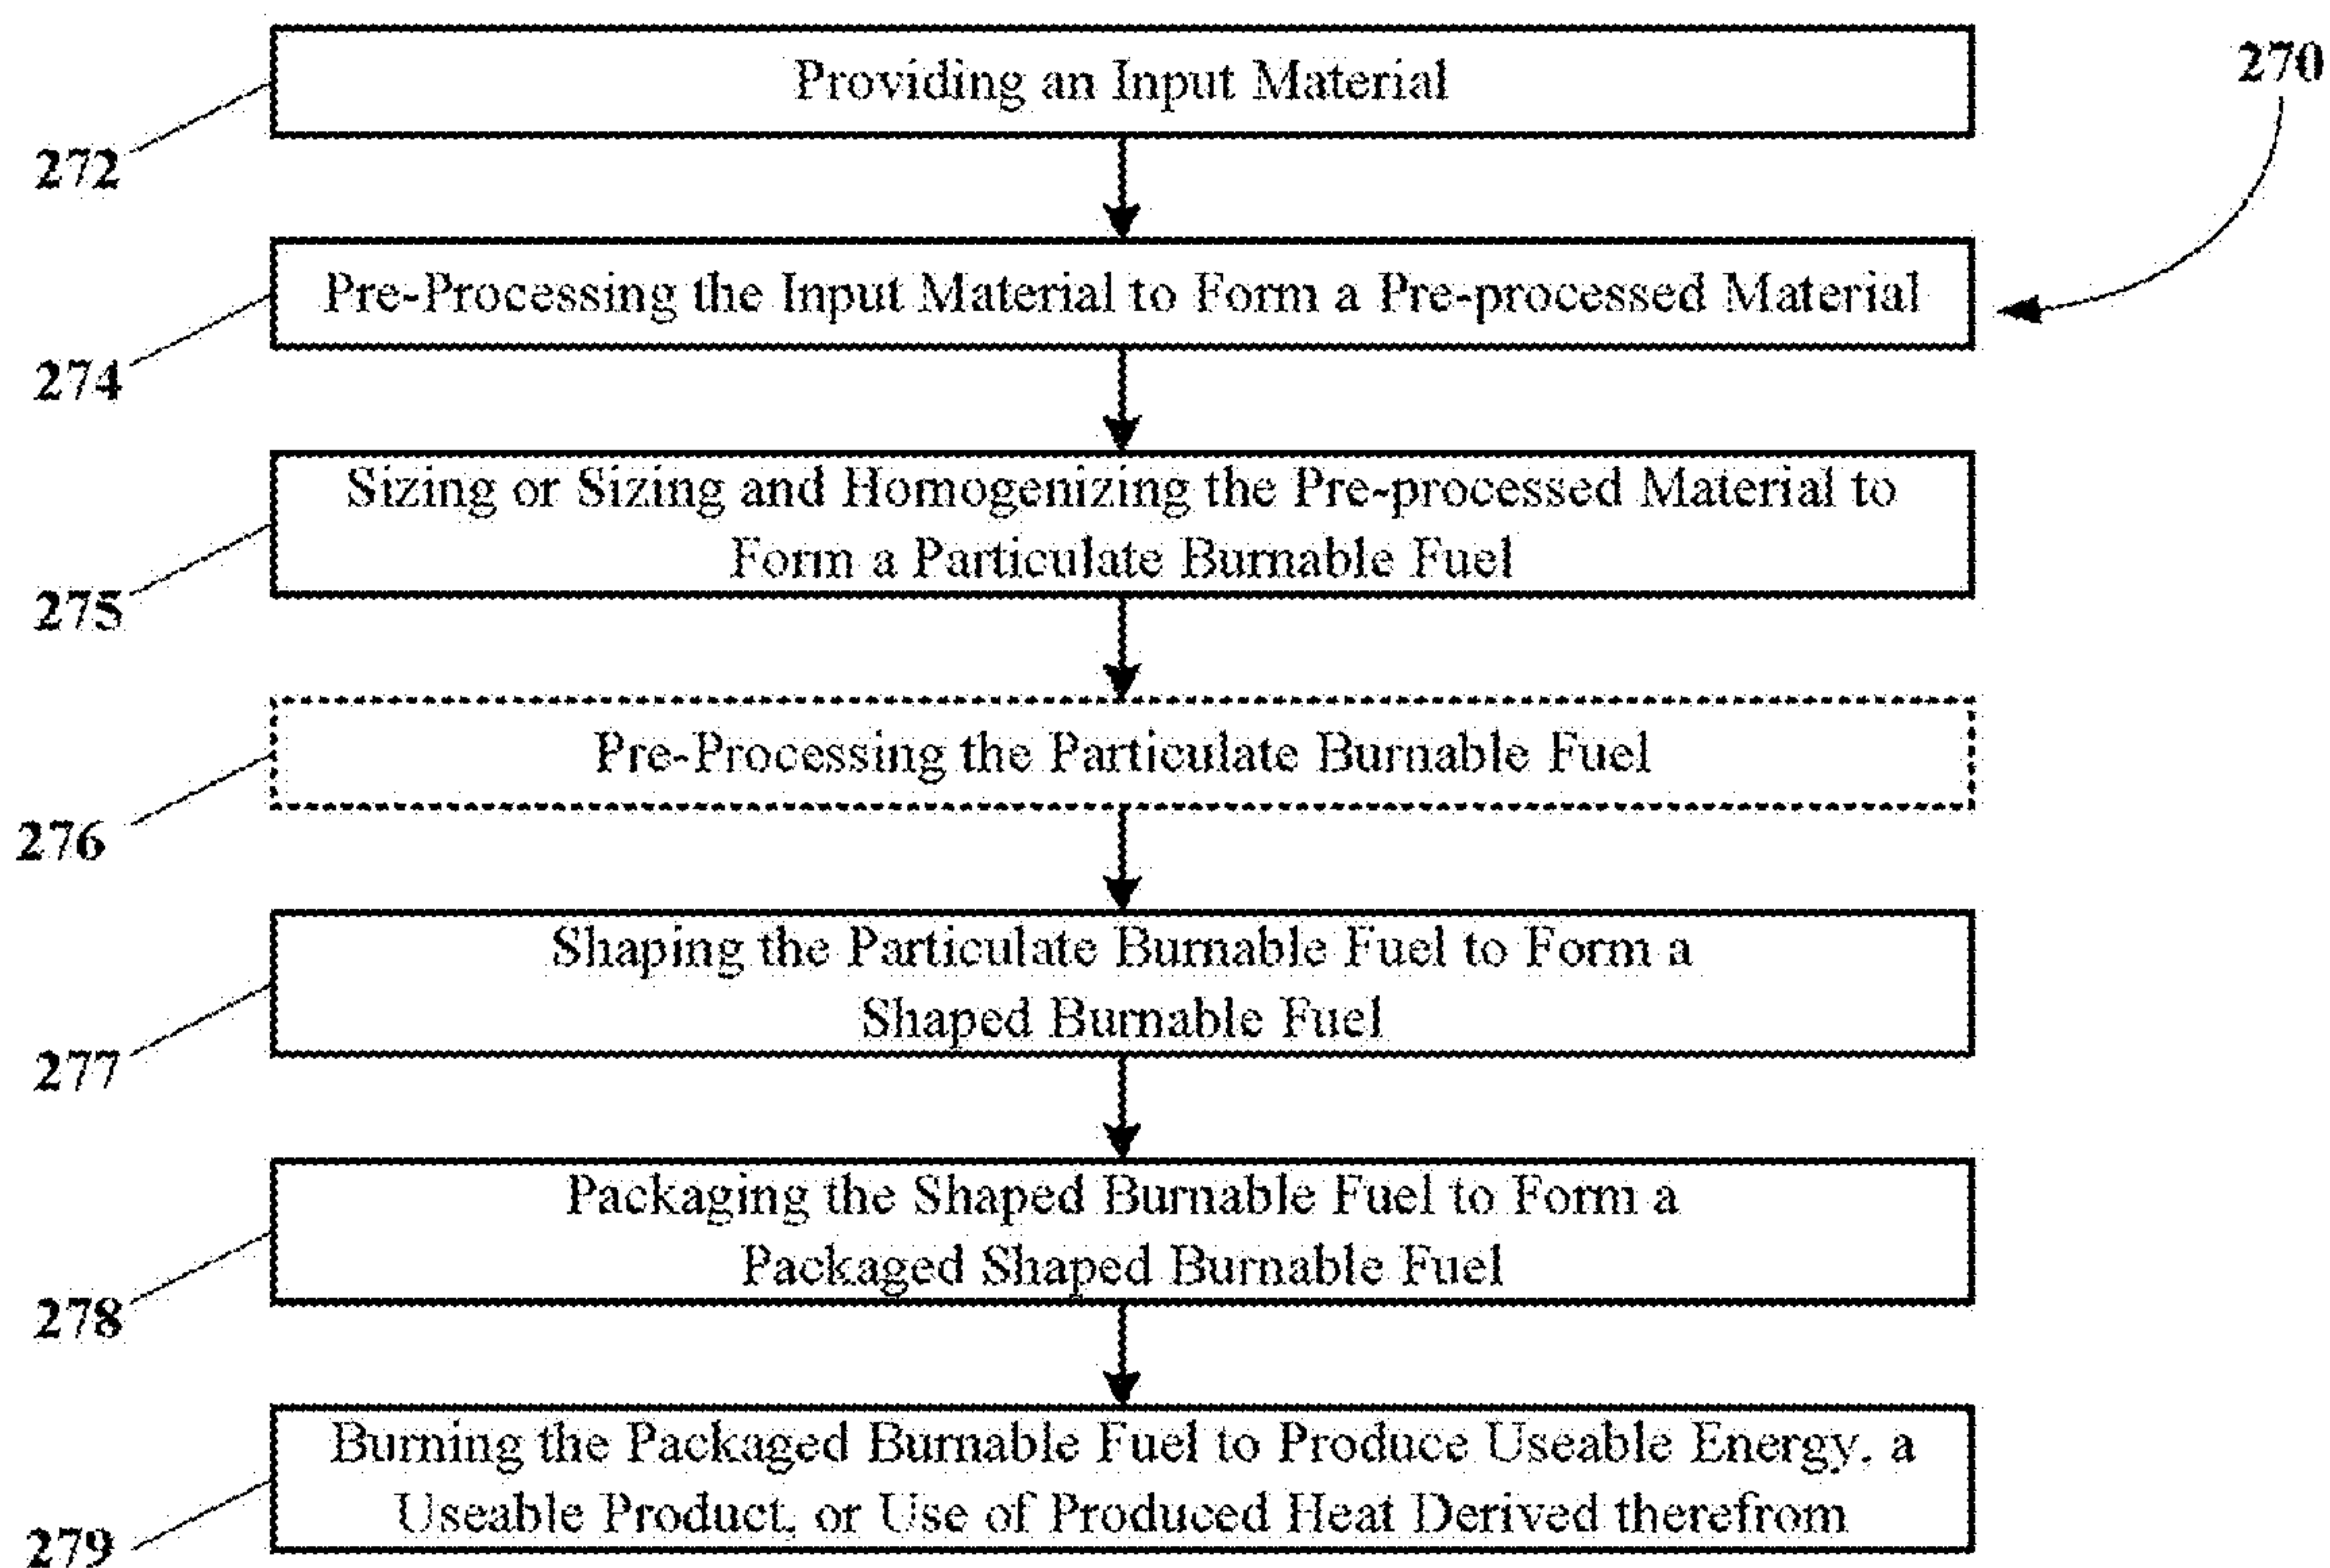 Providing an Input Material
270
272
Pre-Processing the Input Material to Form a Pre-processed Material
274
Sizing or Sizing and Homogenizing the Pre-processed Material to
Form a Particulate Burnable Fuel
275
Pre-Processing the Particulate Burnable Fuel
276
Shaping the Particulate Burnable Fuel to Form a
Shaped Burnable Fuel
277
Packaging the Shaped Burnable Fuel to Form a
Packaged Shaped Burnable Fuel
278
Burning the Packaged Burnable Fuel to Produce Useable Energy, a
Useable Product, or Use of Produced Heat Derived therefrom
279